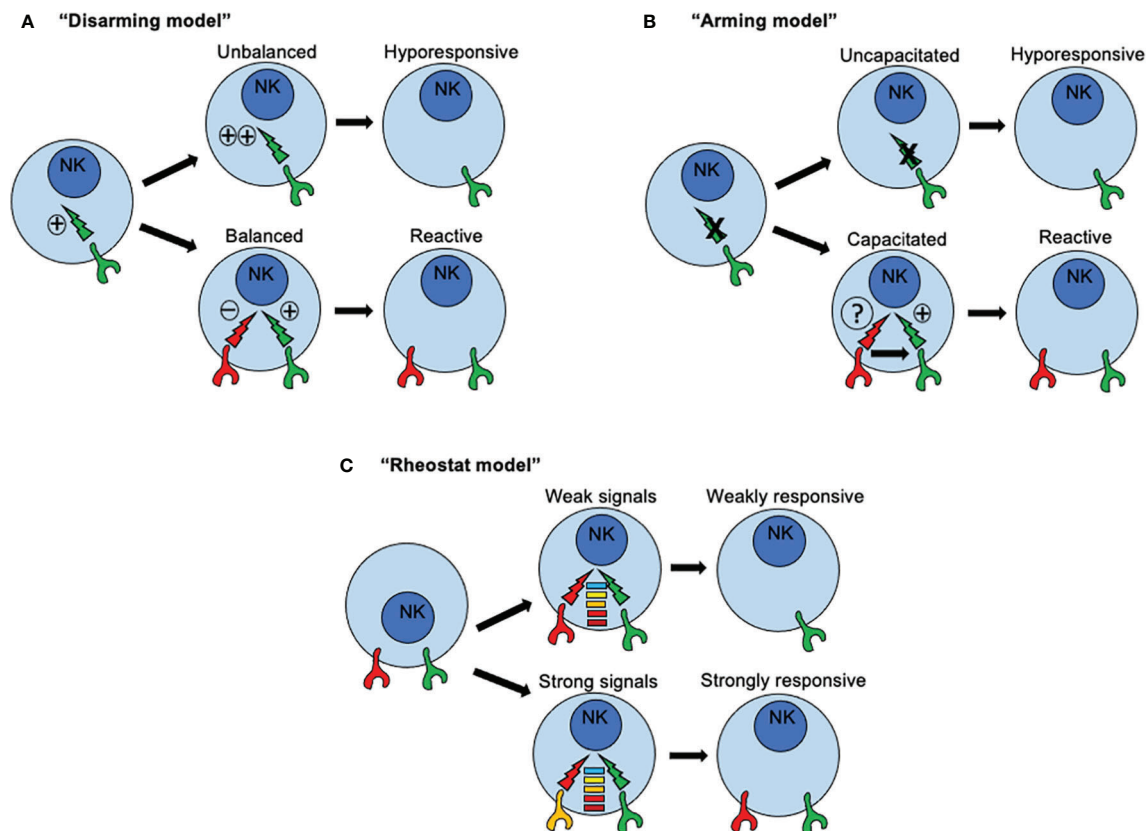 A "Disarming model"
Unbalanced Hyporesponsive
NK NK
++
NK
+
Balanced Reactive
NK NK
− +
B "Arming model"
Uncapacitated Hyporesponsive
NK NK
X
NK
X
Capacitated Reactive
NK NK
? +
C "Rheostat model"
Weak signals Weakly responsive
NK NK
NK
Strong signals Strongly responsive
NK NK